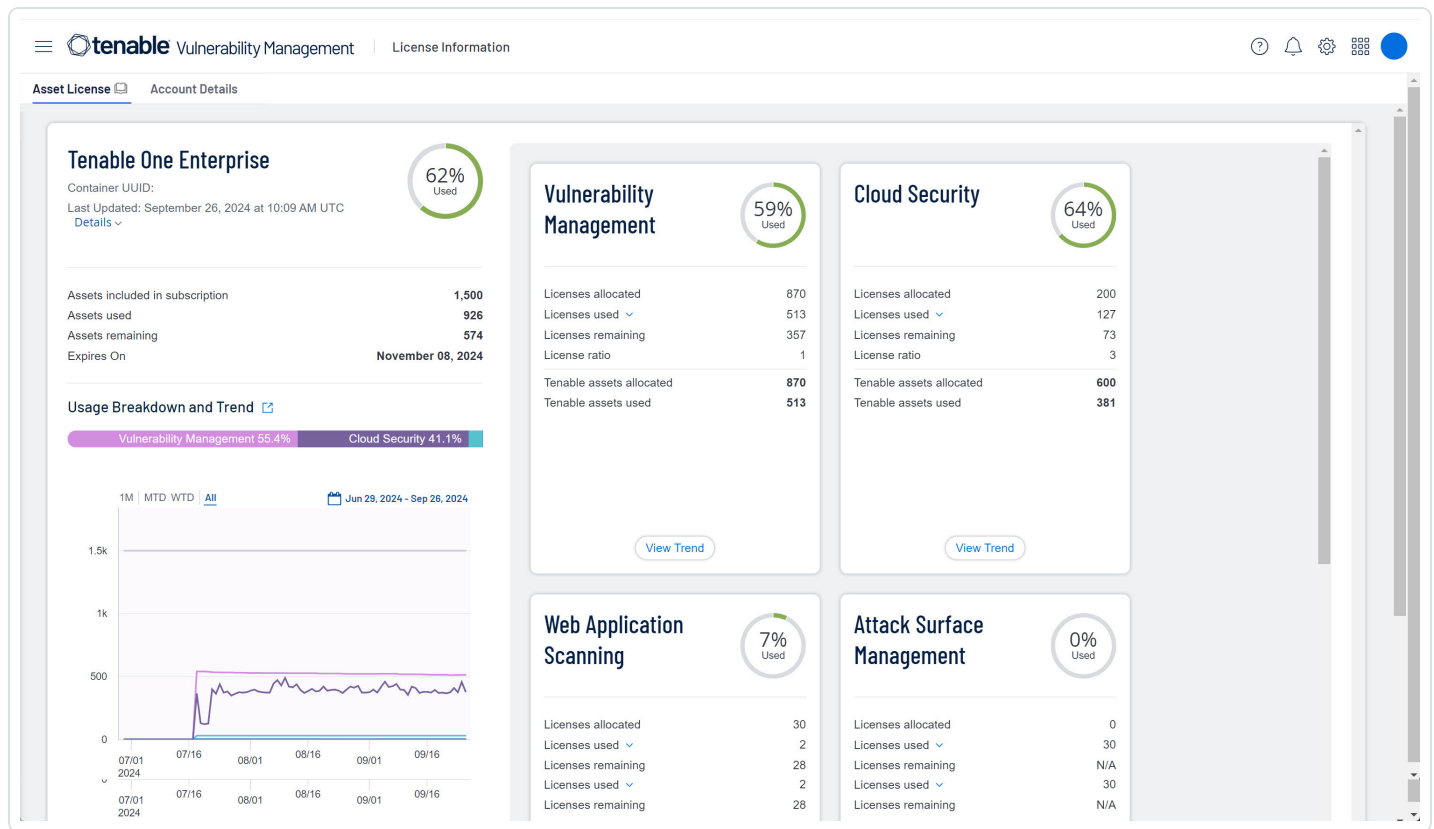 tenable Vulnerability Management License Information
Asset License Account Details
Tenable One Enterprise
Container UUID:
Last Updated: September 26, 2024 at 10:09 AM UTC
Details
62%
Used
Assets included in subscription 1,500
Assets used 926
Assets remaining 574
Expires On November 08, 2024
Usage Breakdown and Trend
Vulnerability Management 55.4% Cloud Security 41.1%
1M MTD WTD All Jun 29, 2024 - Sep 26, 2024
1.5k
1k
500
0
07/01 07/16 08/01 08/16 09/01 09/16
2024
0
07/01 07/16 08/01 08/16 09/01 09/16
2024
Vulnerability
Management
59%
Used
Licenses allocated 870
Licenses used 513
Licenses remaining 357
License ratio 1
Tenable assets allocated 870
Tenable assets used 513
View Trend
Cloud Security
64%
Used
Licenses allocated 200
Licenses used 127
Licenses remaining 73
License ratio 3
Tenable assets allocated 600
Tenable assets used 381
View Trend
Web Application
Scanning
7%
Used
Licenses allocated 30
Licenses used 2
Licenses remaining 28
Licenses used 2
Licenses remaining 28
Attack Surface
Management
0%
Used
Licenses allocated 0
Licenses used 30
Licenses remaining N/A
Licenses used 30
Licenses remaining N/A